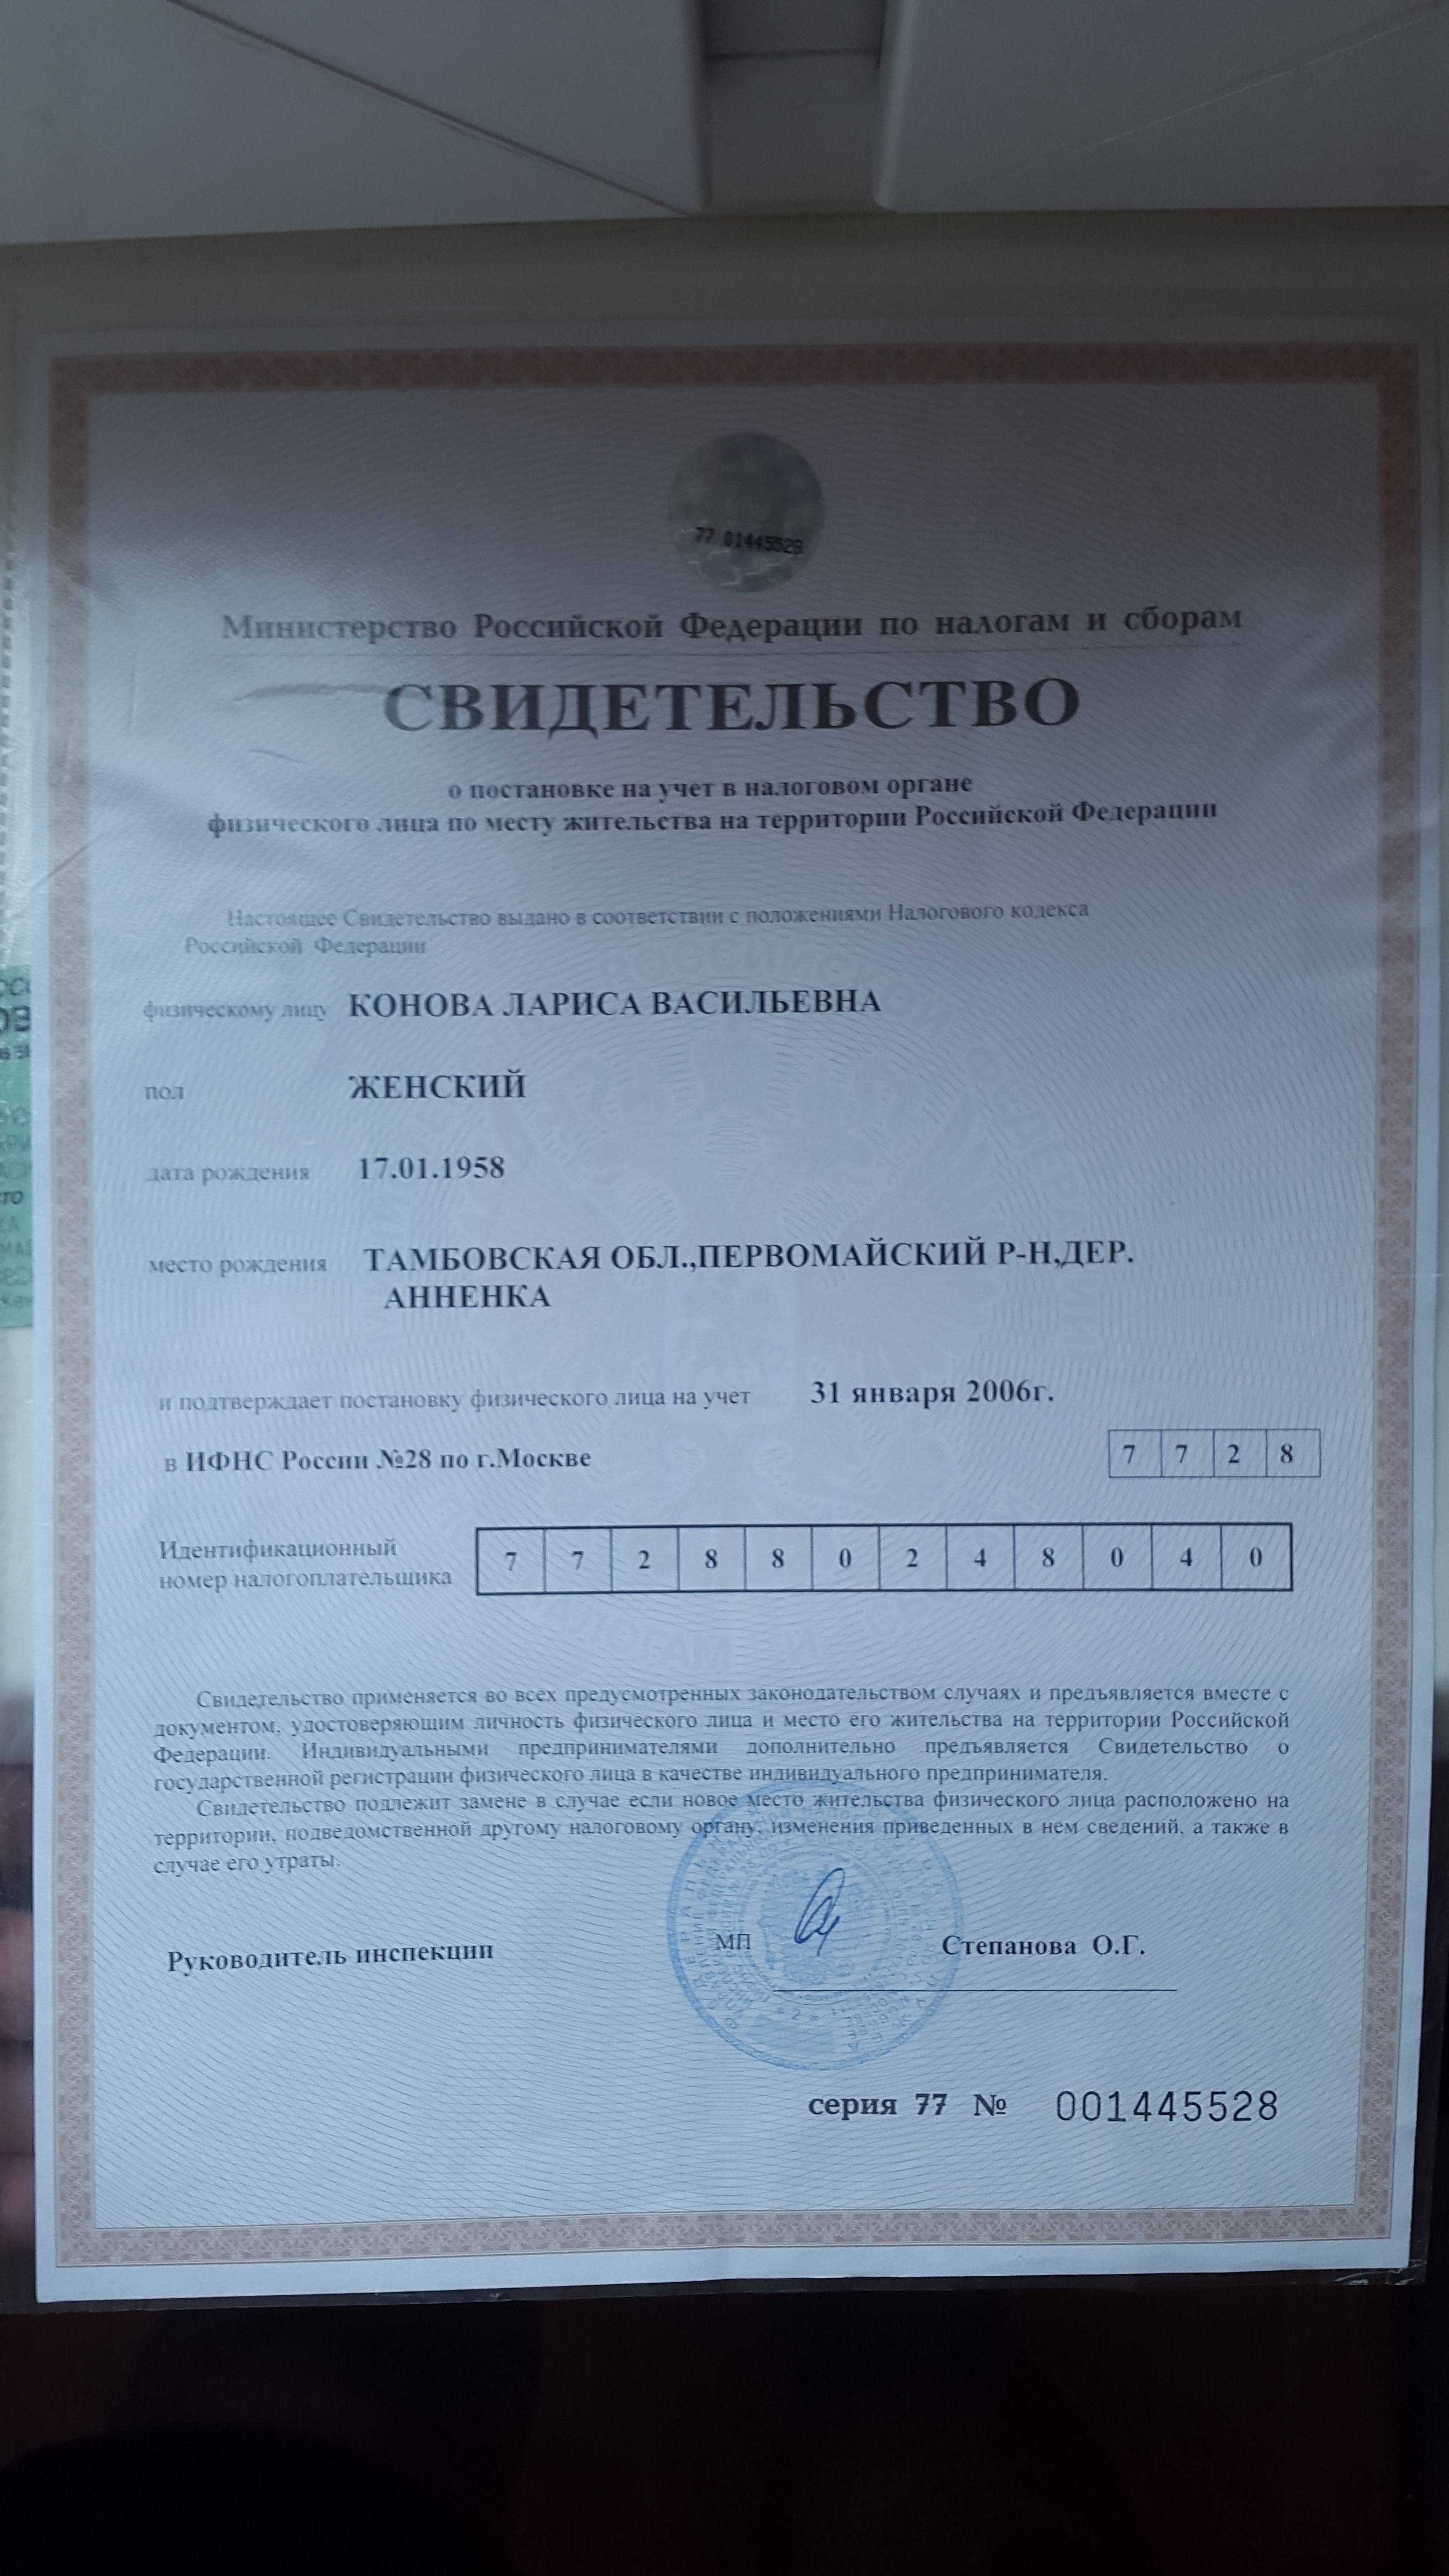 77 01445528
Министерство Российской Федерации по налогам и сборам
СВИДЕТЕЛЬСТВО
о постановке на учет в налоговом органе
физического лица по месту жительства на территории Российской Федерации
Настоящее Свидетельство выдано в соответствии с положениями Налогового кодекса
Российской Федерации
физическому лицу КОНОВА ЛАРИСА ВАСИЛЬЕВНА
пол ЖЕНСКИЙ
дата рождения 17.01.1958
место рождения ТАМБОВСКАЯ ОБЛ.,ПЕРВОМАЙСКИЙ Р-Н,ДЕР.
АННЕНКА
и подтверждает постановку физического лица на учет 31 января 2006г.
в ИФНС России №28 по г.Москве 7 7 2 8
Идентификационный
номер налогоплательщика 7 7 2 8 8 0 2 4 8 0 4 0
Свидетельство применяется во всех предусмотренных законодательством случаях и предъявляется вместе с
документом, удостоверяющим личность физического лица и место его жительства на территории Российской
Федерации. Индивидуальными предпринимателями дополнительно предъявляется Свидетельство о
государственной регистрации физического лица в качестве индивидуального предпринимателя.
Свидетельство подлежит замене в случае если новое место жительства физического лица расположено на
территории, подведомственной другому налоговому органу, изменения приведенных в нем сведений, а также в
случае его утраты.
Руководитель инспекции МП Степанова О.Г.
серия 77 № 001445528